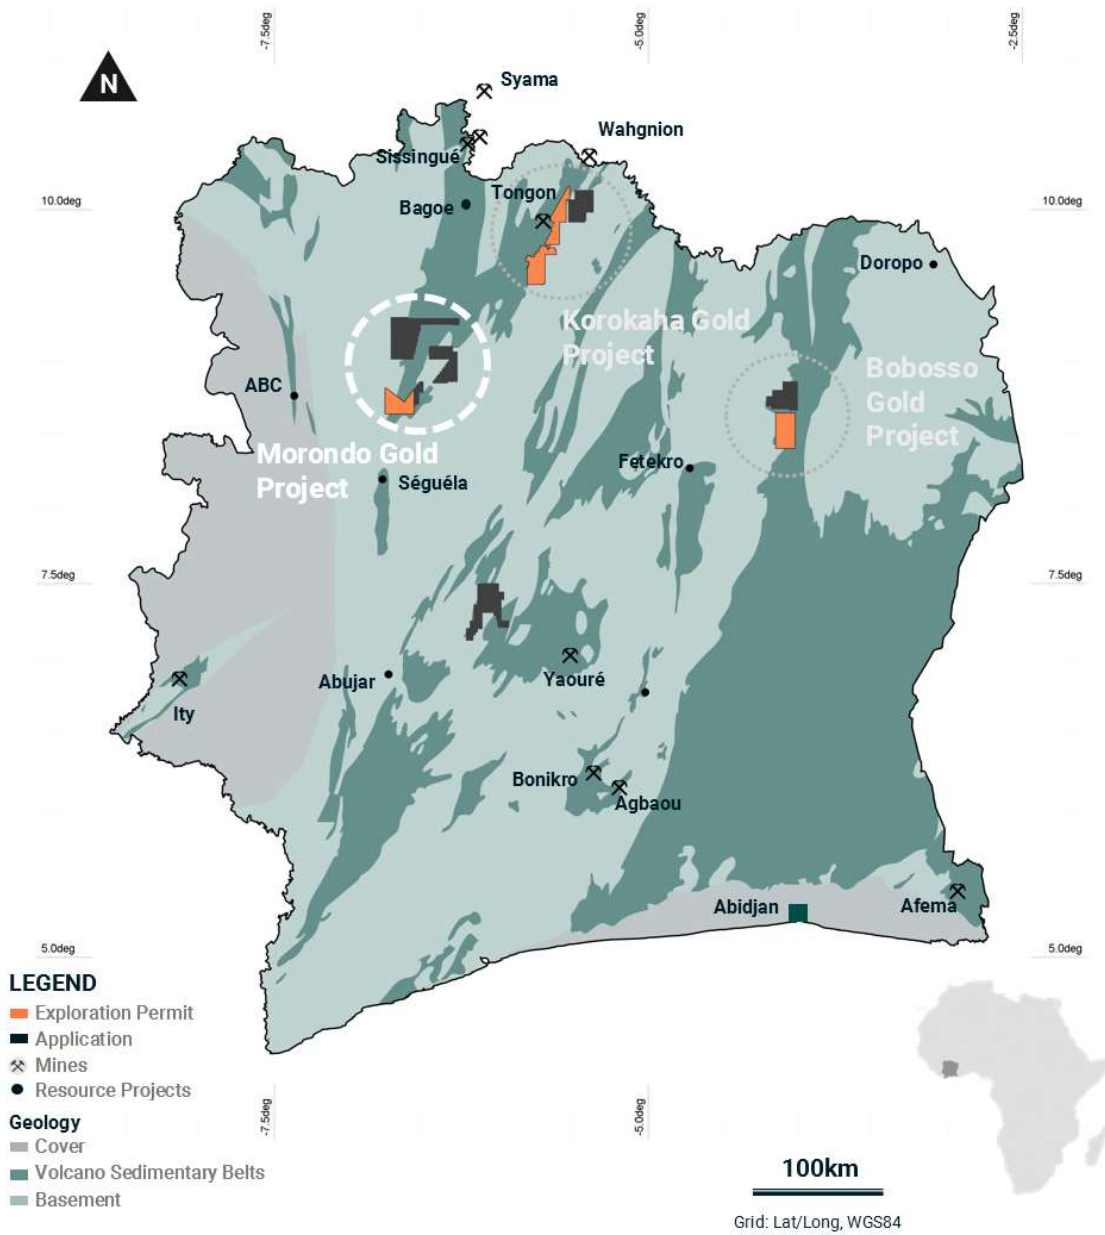 -7.5deg
-5.0deg
-2.5deg
N
Syama
Wahgnion
Sissingué
Tongon
10.0deg
10.0deg
Bagoe
Doropo
Korokaha Gold
Project
Bobosso
Gold
Project
ABC
Morondo Gold
Project
Fetekro
Séguéla
7.5deg
7.5deg
Abujar
Yaouré
Ity
Bonikro
Agbaou
Abidjan
Afema
5.0deg
5.0deg
LEGEND
Exploration Permit
Application
Mines
Resource Projects
Geology
Cover
Volcano Sedimentary Belts
Basement
-7.5deg
-5.0deg
100km
Grid: Lat/Long, WGS84